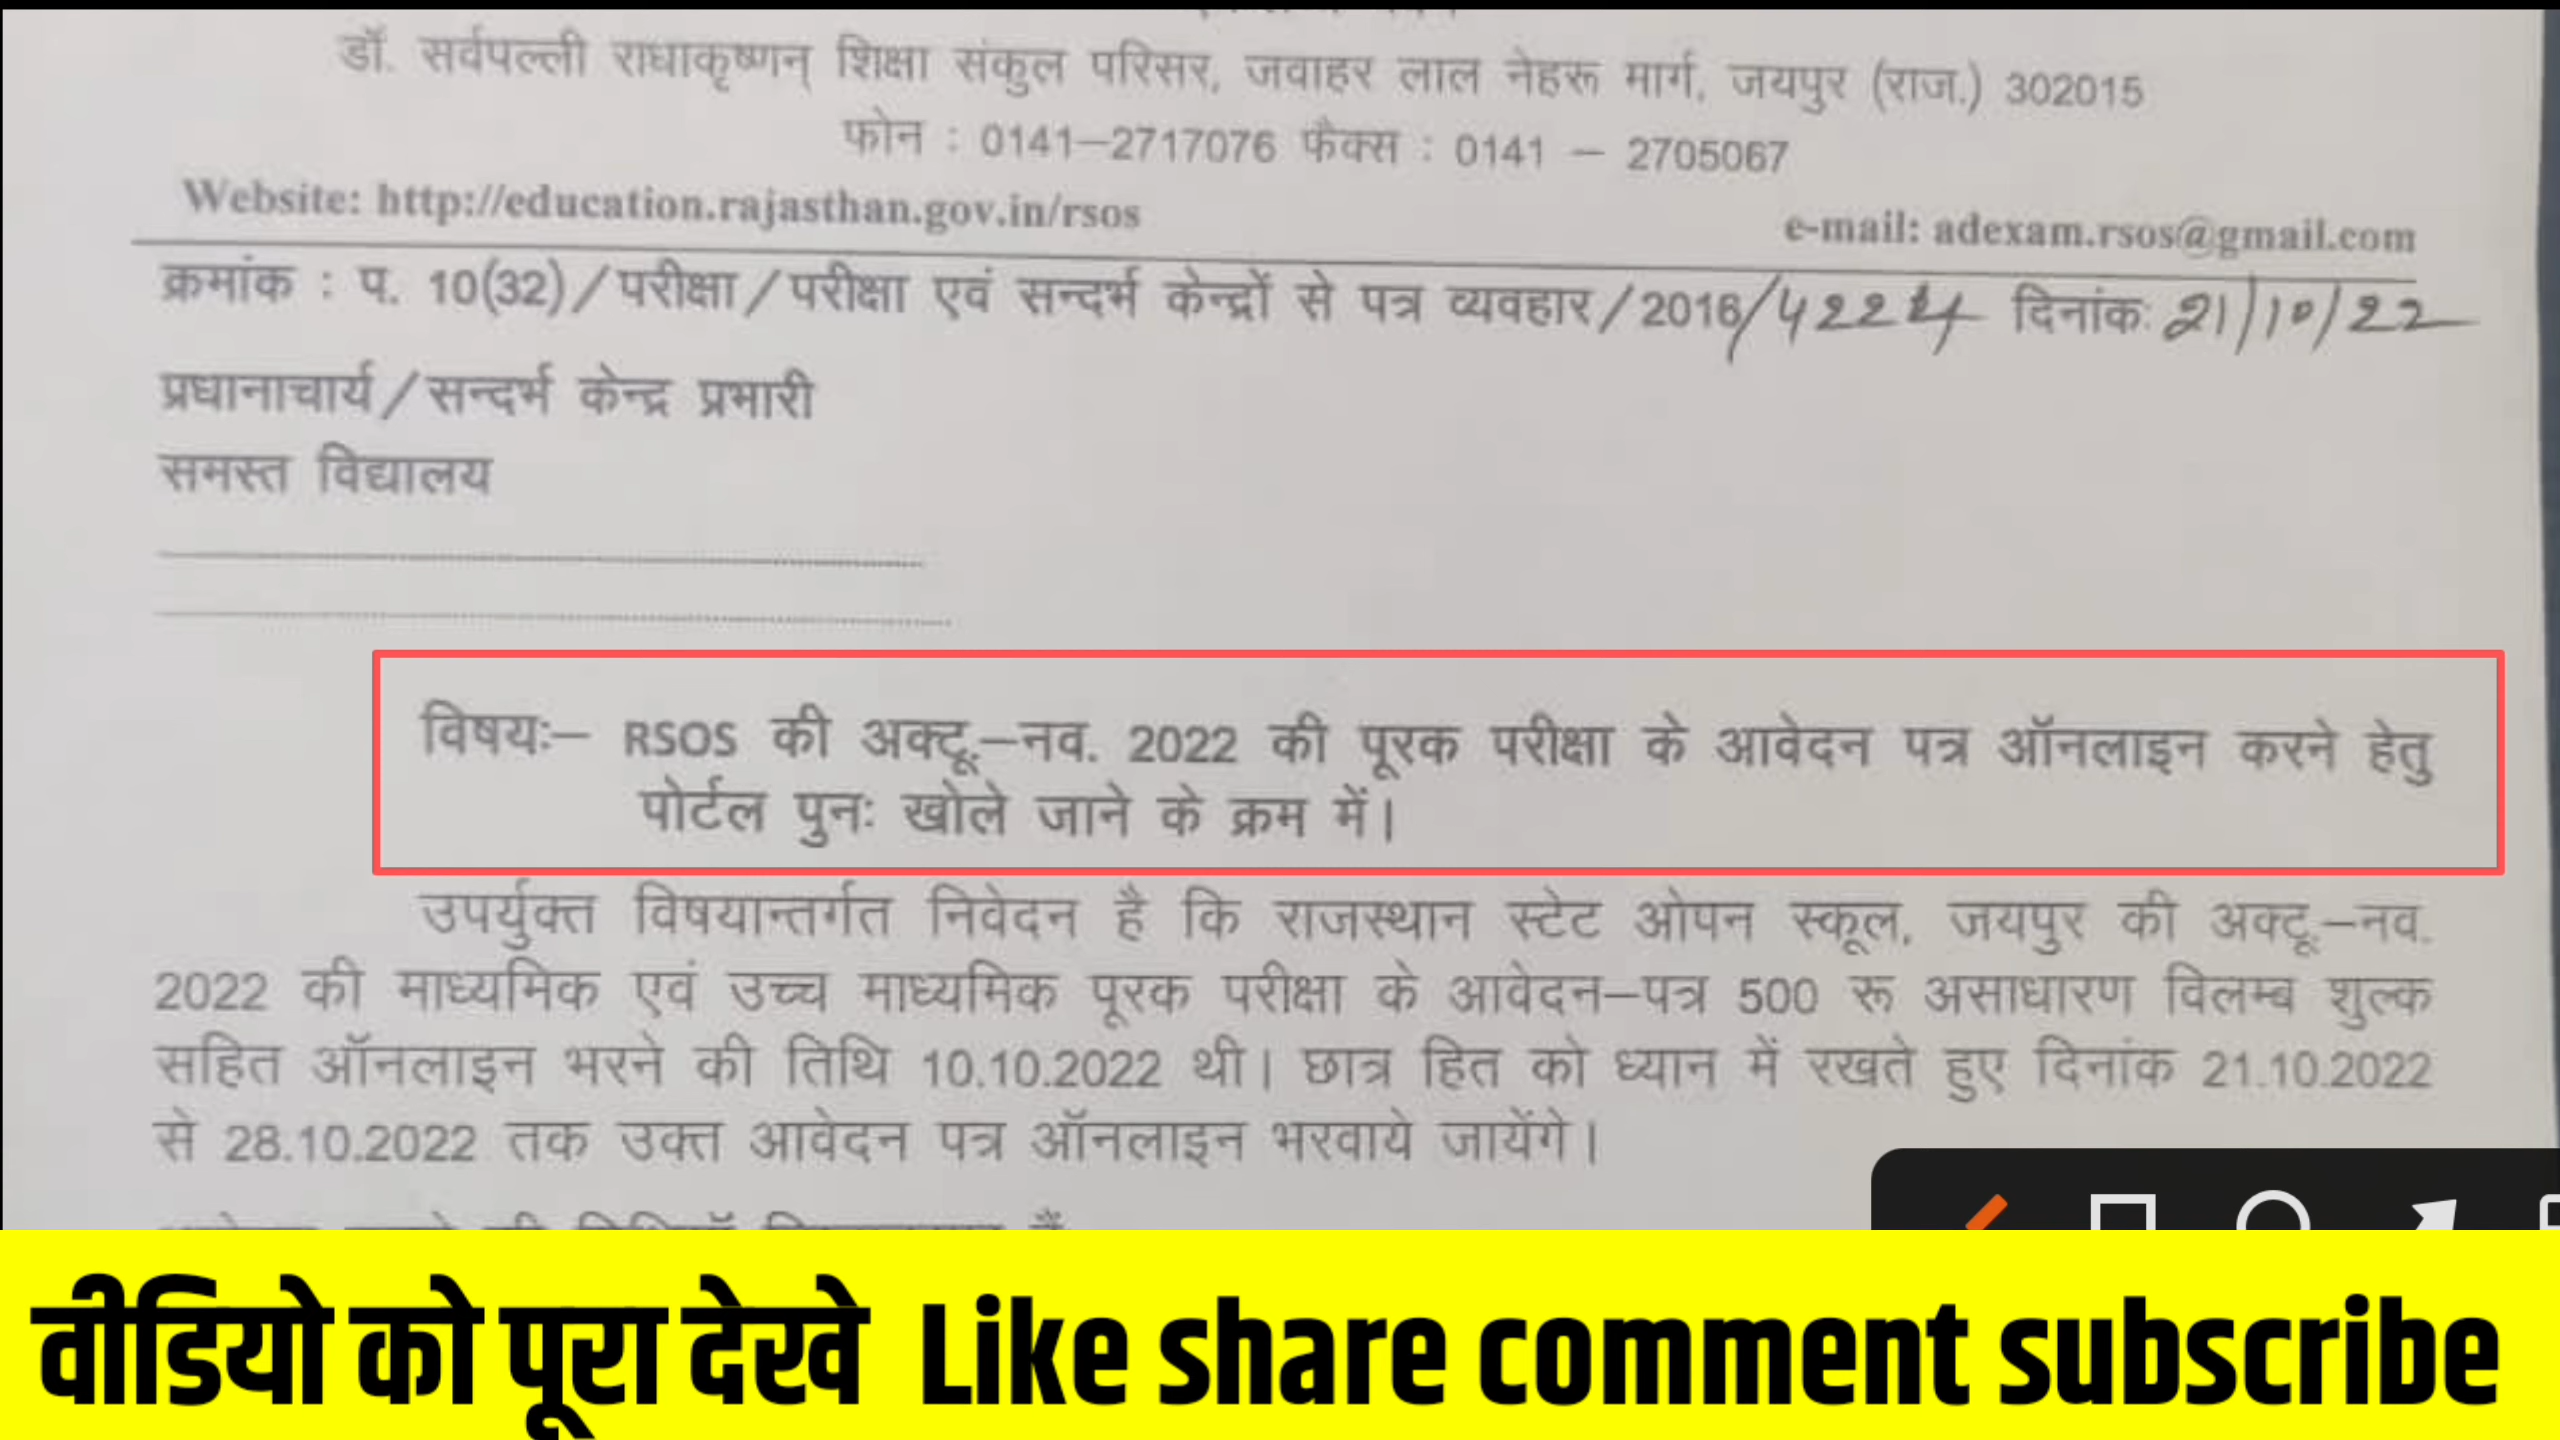 डॉ. सर्वपल्ली राधाकृष्णन् शिक्षा संकुल परिसर, जवाहर लाल नेहरू मार्ग, जयपुर (राज.) 302015
फोन : 0141–2717076 फैक्स : 0141 – 2705067
Website: http://education.rajasthan.gov.in/rsos e-mail: adexam.rsos@gmail.com
क्रमांक : प. 10(32)/परीक्षा/परीक्षा एवं सन्दर्भ केन्द्रों से पत्र व्यवहार/2016/4224 दिनांक: 21/10/22
प्रधानाचार्य/सन्दर्भ केन्द्र प्रभारी
समस्त विद्यालय
विषयः– RSOS की अक्टू.–नव. 2022 की पूरक परीक्षा के आवेदन पत्र ऑनलाइन करने हेतु
पोर्टल पुनः खोले जाने के क्रम में।
उपर्युक्त विषयान्तर्गत निवेदन है कि राजस्थान स्टेट ओपन स्कूल, जयपुर की अक्टू.–नव.
2022 की माध्यमिक एवं उच्च माध्यमिक पूरक परीक्षा के आवेदन–पत्र 500 रू असाधारण विलम्ब शुल्क
सहित ऑनलाइन भरने की तिथि 10.10.2022 थी। छात्र हित को ध्यान में रखते हुए दिनांक 21.10.2022
से 28.10.2022 तक उक्त आवेदन पत्र ऑनलाइन भरवाये जायेंगे।
वीडियो को पूरा देखे Like share comment subscribe